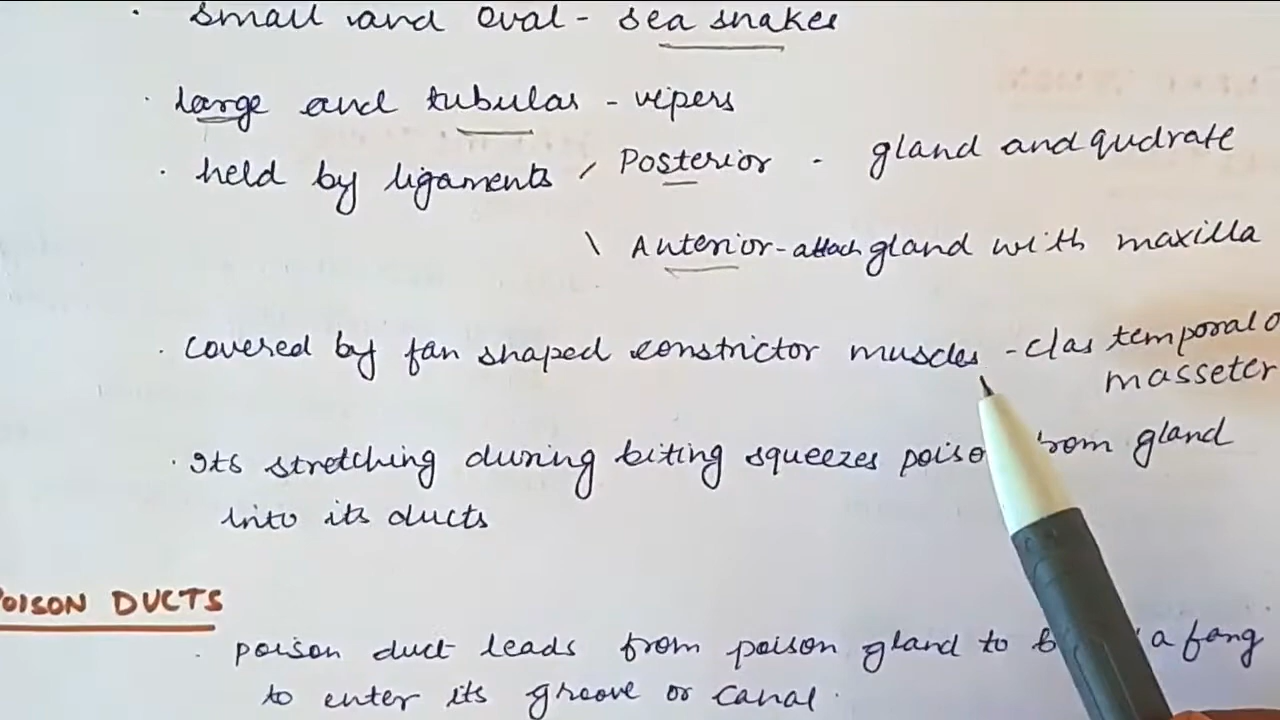 · small and oval - sea snakes
· large and tubular - vipers
· held by ligaments / Posterior - gland and qudrate
\ Anterior - attach gland with maxilla
· covered by fan shaped constrictor muscles - clas temporal o
masseter
· Its stretching during biting squeezes from gland
into its ducts
POISON DUCTS
· poison duct leads from poison gland to a fang
to enter its groove or canal.